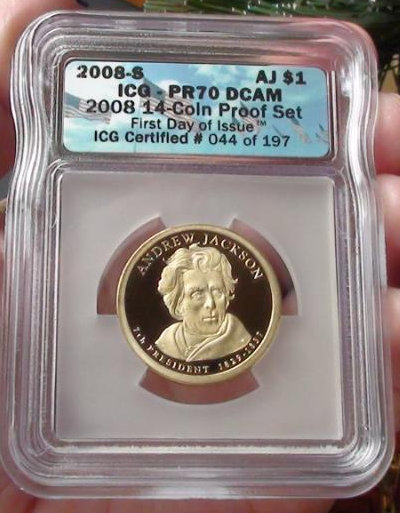 2008-S AJ $1
ICG - PR70 DCAM
2008 14-Coin Proof Set
First Day of Issue™
ICG Certified # 044 of 197
ANDREW JACKSON
7th PRESIDENT 1829-1837